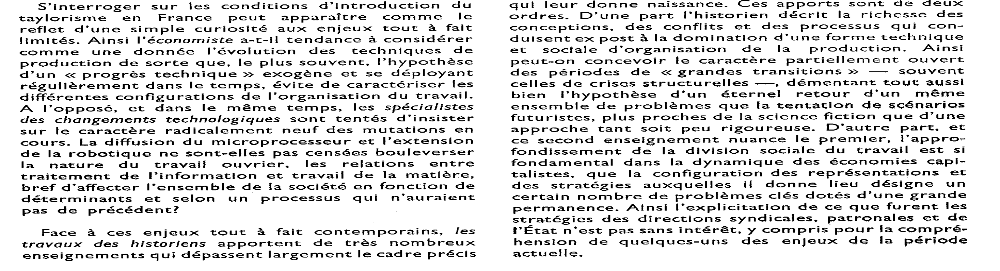 S'interroger sur les conditions d'introduction du
taylorisme en France peut apparaître comme le
reflet d'une simple curiosité aux enjeux tout à fait
limités. Ainsi l'économiste a-t-il tendance à considérer
comme une donnée l'évolution des techniques de
production de sorte que, le plus souvent, l'hypothèse
d'un « progrès technique » exogène et se déployant
régulièrement dans le temps, évite de caractériser les
différentes configurations de l'organisation du travail.
A l'opposé, et dans le même temps, les spécialistes
des changements technologiques sont tentés d'insister
sur le caractère radicalement neuf des mutations en
cours. La diffusion du microprocesseur et l'extension
de la robotique ne sont-elles pas censées bouleverser
la nature du travail ouvrier, les relations entre
traitement de l'information et travail de la matière,
bref d'affecter l'ensemble de la société en fonction de
déterminants et selon un processus qui n'auraient
pas de précédent?
Face à ces enjeux tout à fait contemporains, les
travaux des historiens apportent de très nombreux
enseignements qui dépassent largement le cadre précis
qui leur donne naissance. Ces apports sont de deux
ordres. D'une part l'historien décrit la richesse des
conceptions, des conflits et des processus qui con-
duisent ex post à la domination d'une forme technique
et sociale d'organisation de la production. Ainsi
peut-on concevoir le caractère partiellement ouvert
des périodes de « grandes transitions » — souvent
celles de crises structurelles —, démentant tout aussi
bien l'hypothèse d'un éternel retour d'un même
ensemble de problèmes que la tentation de scénarios
futuristes, plus proches de la science fiction que d'une
approche tant soit peu rigoureuse. D'autre part, et
ce second enseignement nuance le premier, l'appro-
fondissement de la division sociale du travail est si
fondamental dans la dynamique des économies capi-
talistes, que la configuration des représentations et
des stratégies auxquelles il donne lieu désigne un
certain nombre de problèmes clés dotés d'une grande
permanence. Ainsi l'explicitation de ce que furent les
stratégies des directions syndicales, patronales et de
l'État n'est pas sans intérêt, y compris pour la compré-
hension de quelques-uns des enjeux de la période
actuelle.